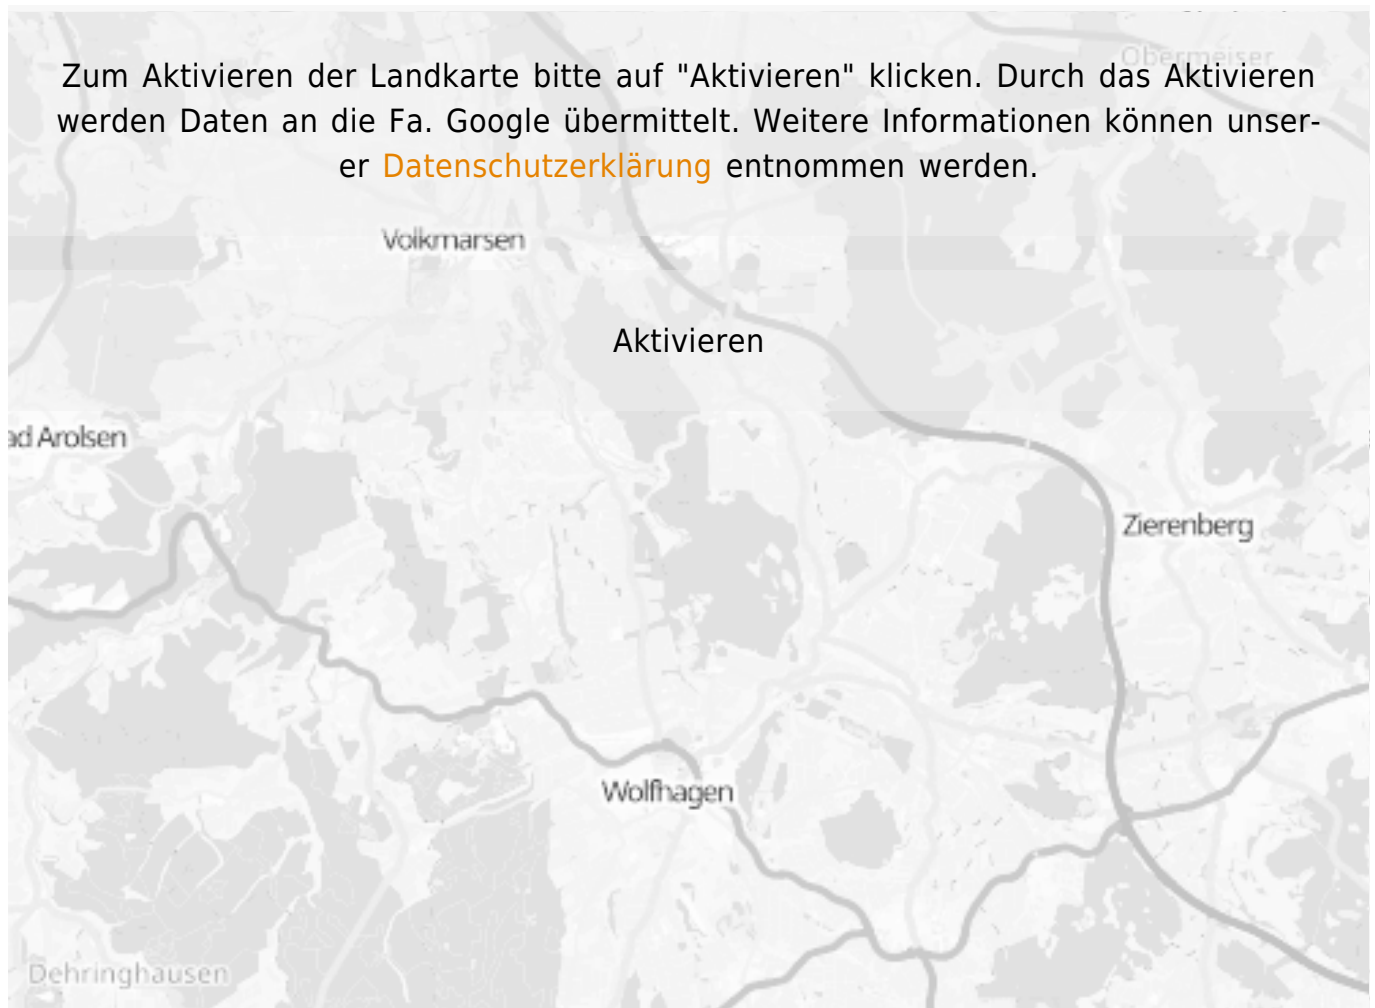 Obermeiser
Zum Aktivieren der Landkarte bitte auf "Aktivieren" klicken. Durch das Aktivieren
werden Daten an die Fa. Google übermittelt. Weitere Informationen können unser-
er Datenschutzerklärung entnommen werden.
Volkmarsen
Aktivieren
ad Arolsen
Zierenberg
Wolfhagen
Dehringhausen